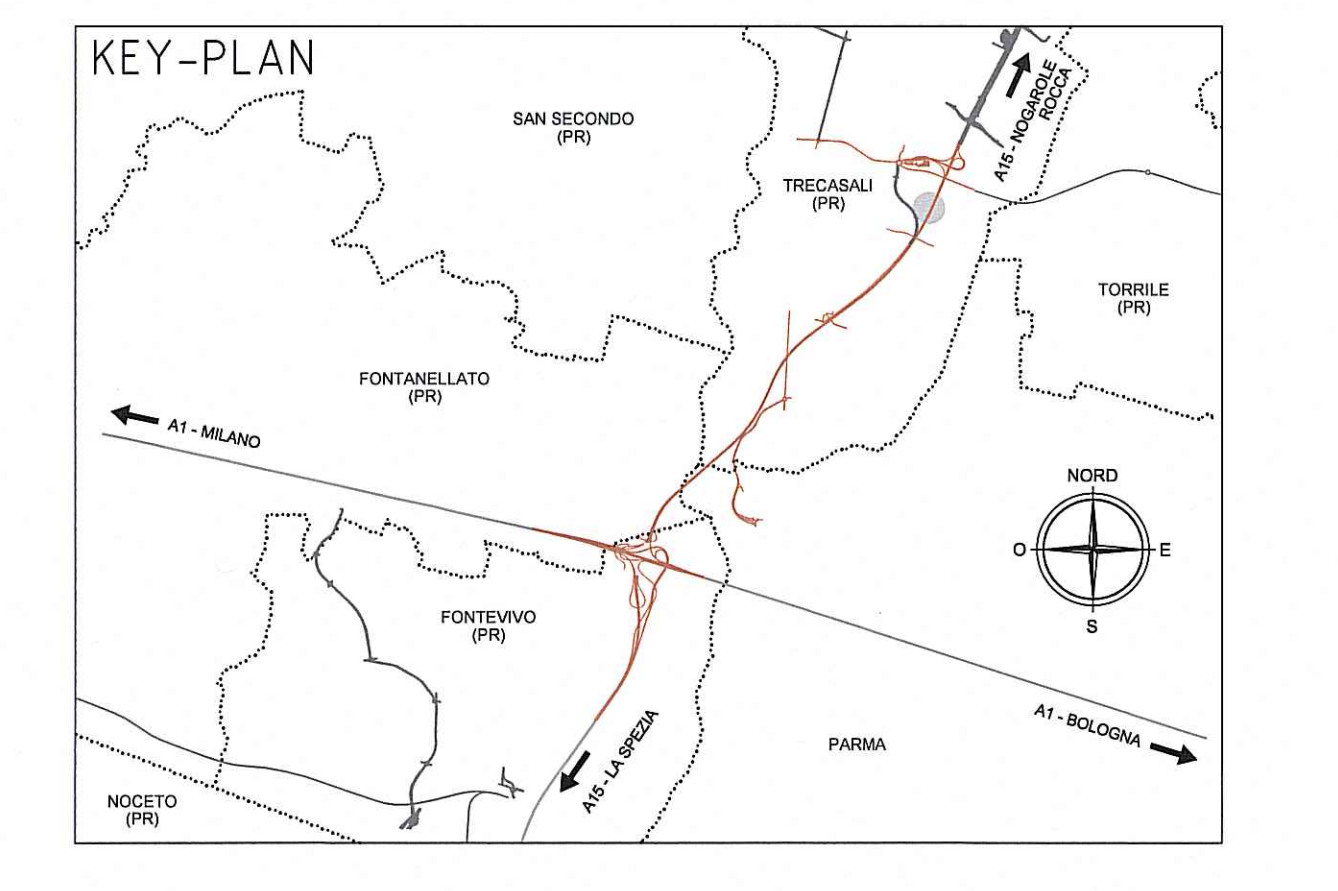 KEY-PLAN
SAN SECONDO
(PR)
A15 - NOGAROLE
ROCCA
TRECASALI
(PR)
TORRILE
(PR)
FONTANELLATO
(PR)
A1 - MILANO
NORD
O
E
S
FONTEVIVO
(PR)
A15 - LA SPEZIA
PARMA
A1 - BOLOGNA
NOCETO
(PR)